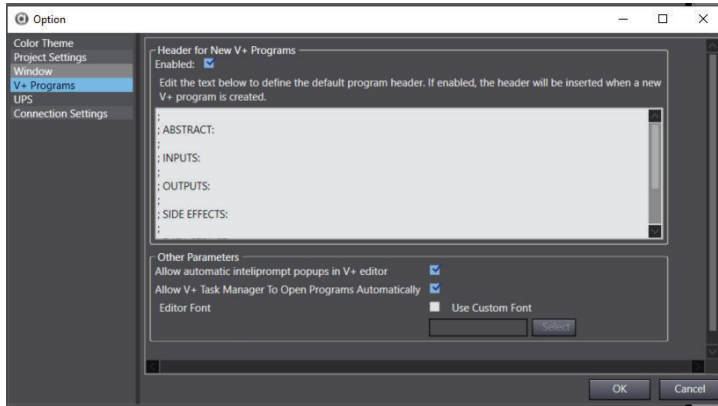 Option
Color Theme
Project Settings
Window
V+ Programs
UPS
Connection Settings
Header for New V+ Programs
Enabled:
Edit the text below to define the default program header. If enabled, the header will be inserted when a new
V+ program is created.
;
; ABSTRACT:
;
; INPUTS:
;
; OUTPUTS:
;
; SIDE EFFECTS:
;
Other Parameters
Allow automatic inteliprompt popups in V+ editor
Allow V+ Task Manager To Open Programs Automatically
Editor Font
Use Custom Font
Select
OK
Cancel